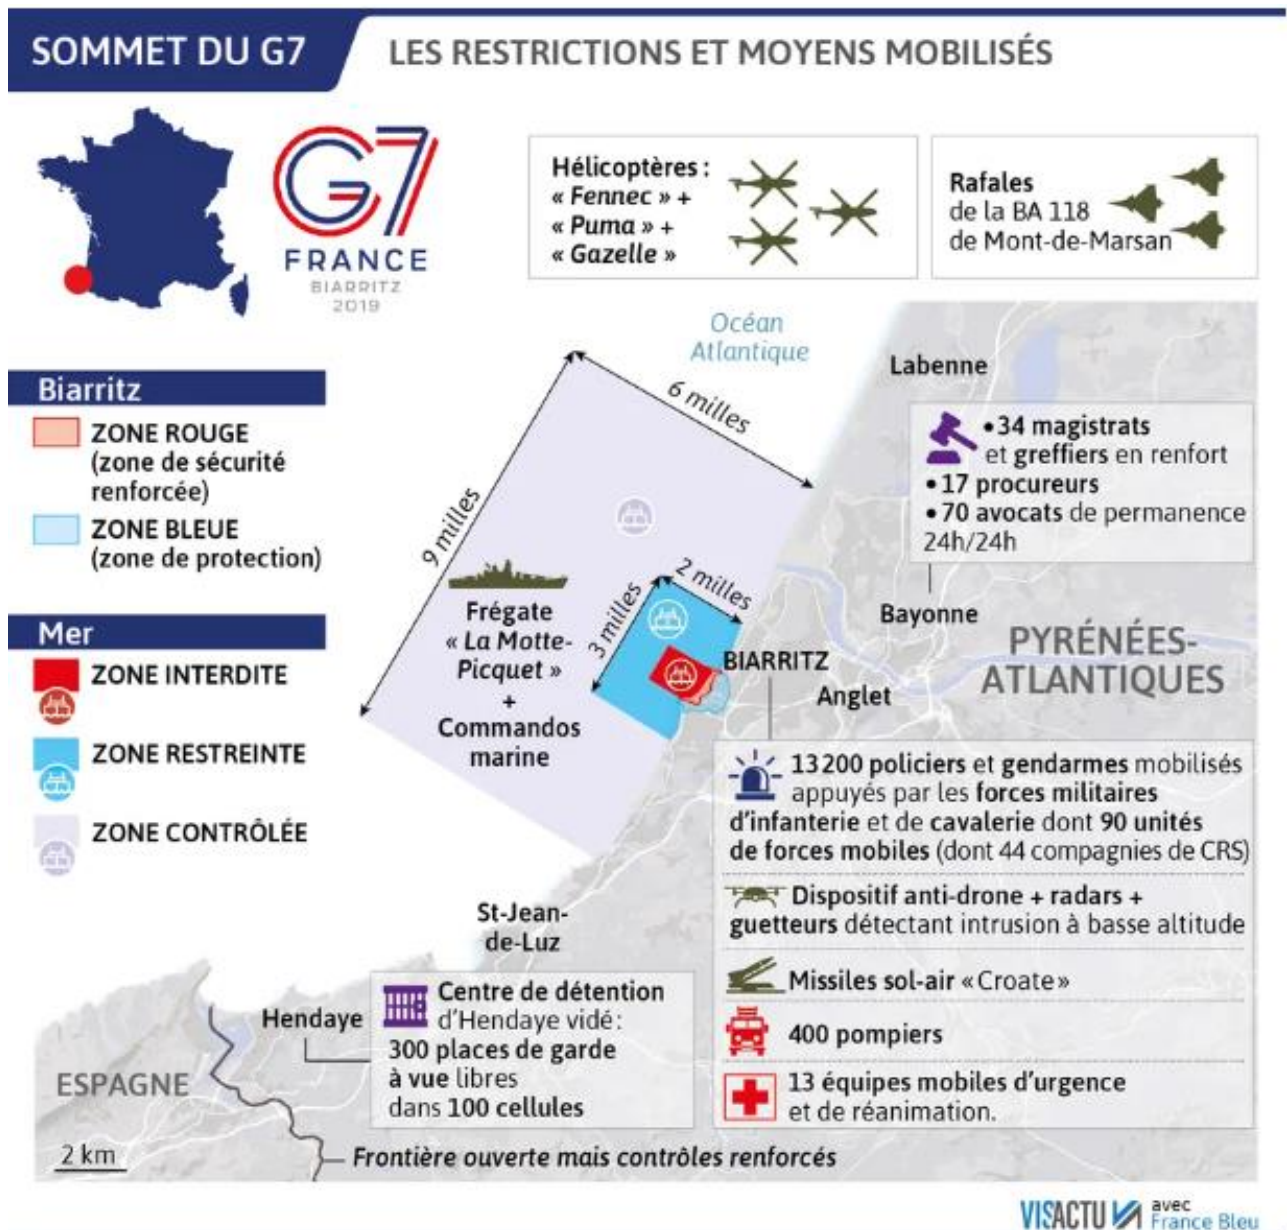 SOMMET DU G7
LES RESTRICTIONS ET MOYENS MOBILISÉS
G7
FRANCE
BIARRITZ
2019
Hélicoptères :
« Fennec » +
« Puma » +
« Gazelle »
Rafales
de la BA 118
de Mont-de-Marsan
Océan
Atlantique
Biarritz
ZONE ROUGE
(zone de sécurité
renforcée)
ZONE BLEUE
(zone de protection)
Mer
ZONE INTERDITE
ZONE RESTREINTE
ZONE CONTRÔLÉE
6 milles
9 milles
2 milles
3 milles
Frégate
« La Motte-
Picquet »
+
Commandos
marine
Labenne
• 34 magistrats
et greffiers en renfort
• 17 procureurs
• 70 avocats de permanence
24h/24h
Bayonne
PYRÉNÉES-
ATLANTIQUES
BIARRITZ
Anglet
13 200 policiers et gendarmes mobilisés
appuyés par les forces militaires
d'infanterie et de cavalerie dont 90 unités
de forces mobiles (dont 44 compagnies de CRS)
Dispositif anti-drone + radars +
guetteurs détectant intrusion à basse altitude
Missiles sol-air « Croate »
400 pompiers
13 équipes mobiles d'urgence
et de réanimation.
St-Jean-
de-Luz
Hendaye
Centre de détention
d'Hendaye vidé :
300 places de garde
à vue libres
dans 100 cellules
ESPAGNE
2 km
Frontière ouverte mais contrôles renforcés
VISACTU avec
France Bleu